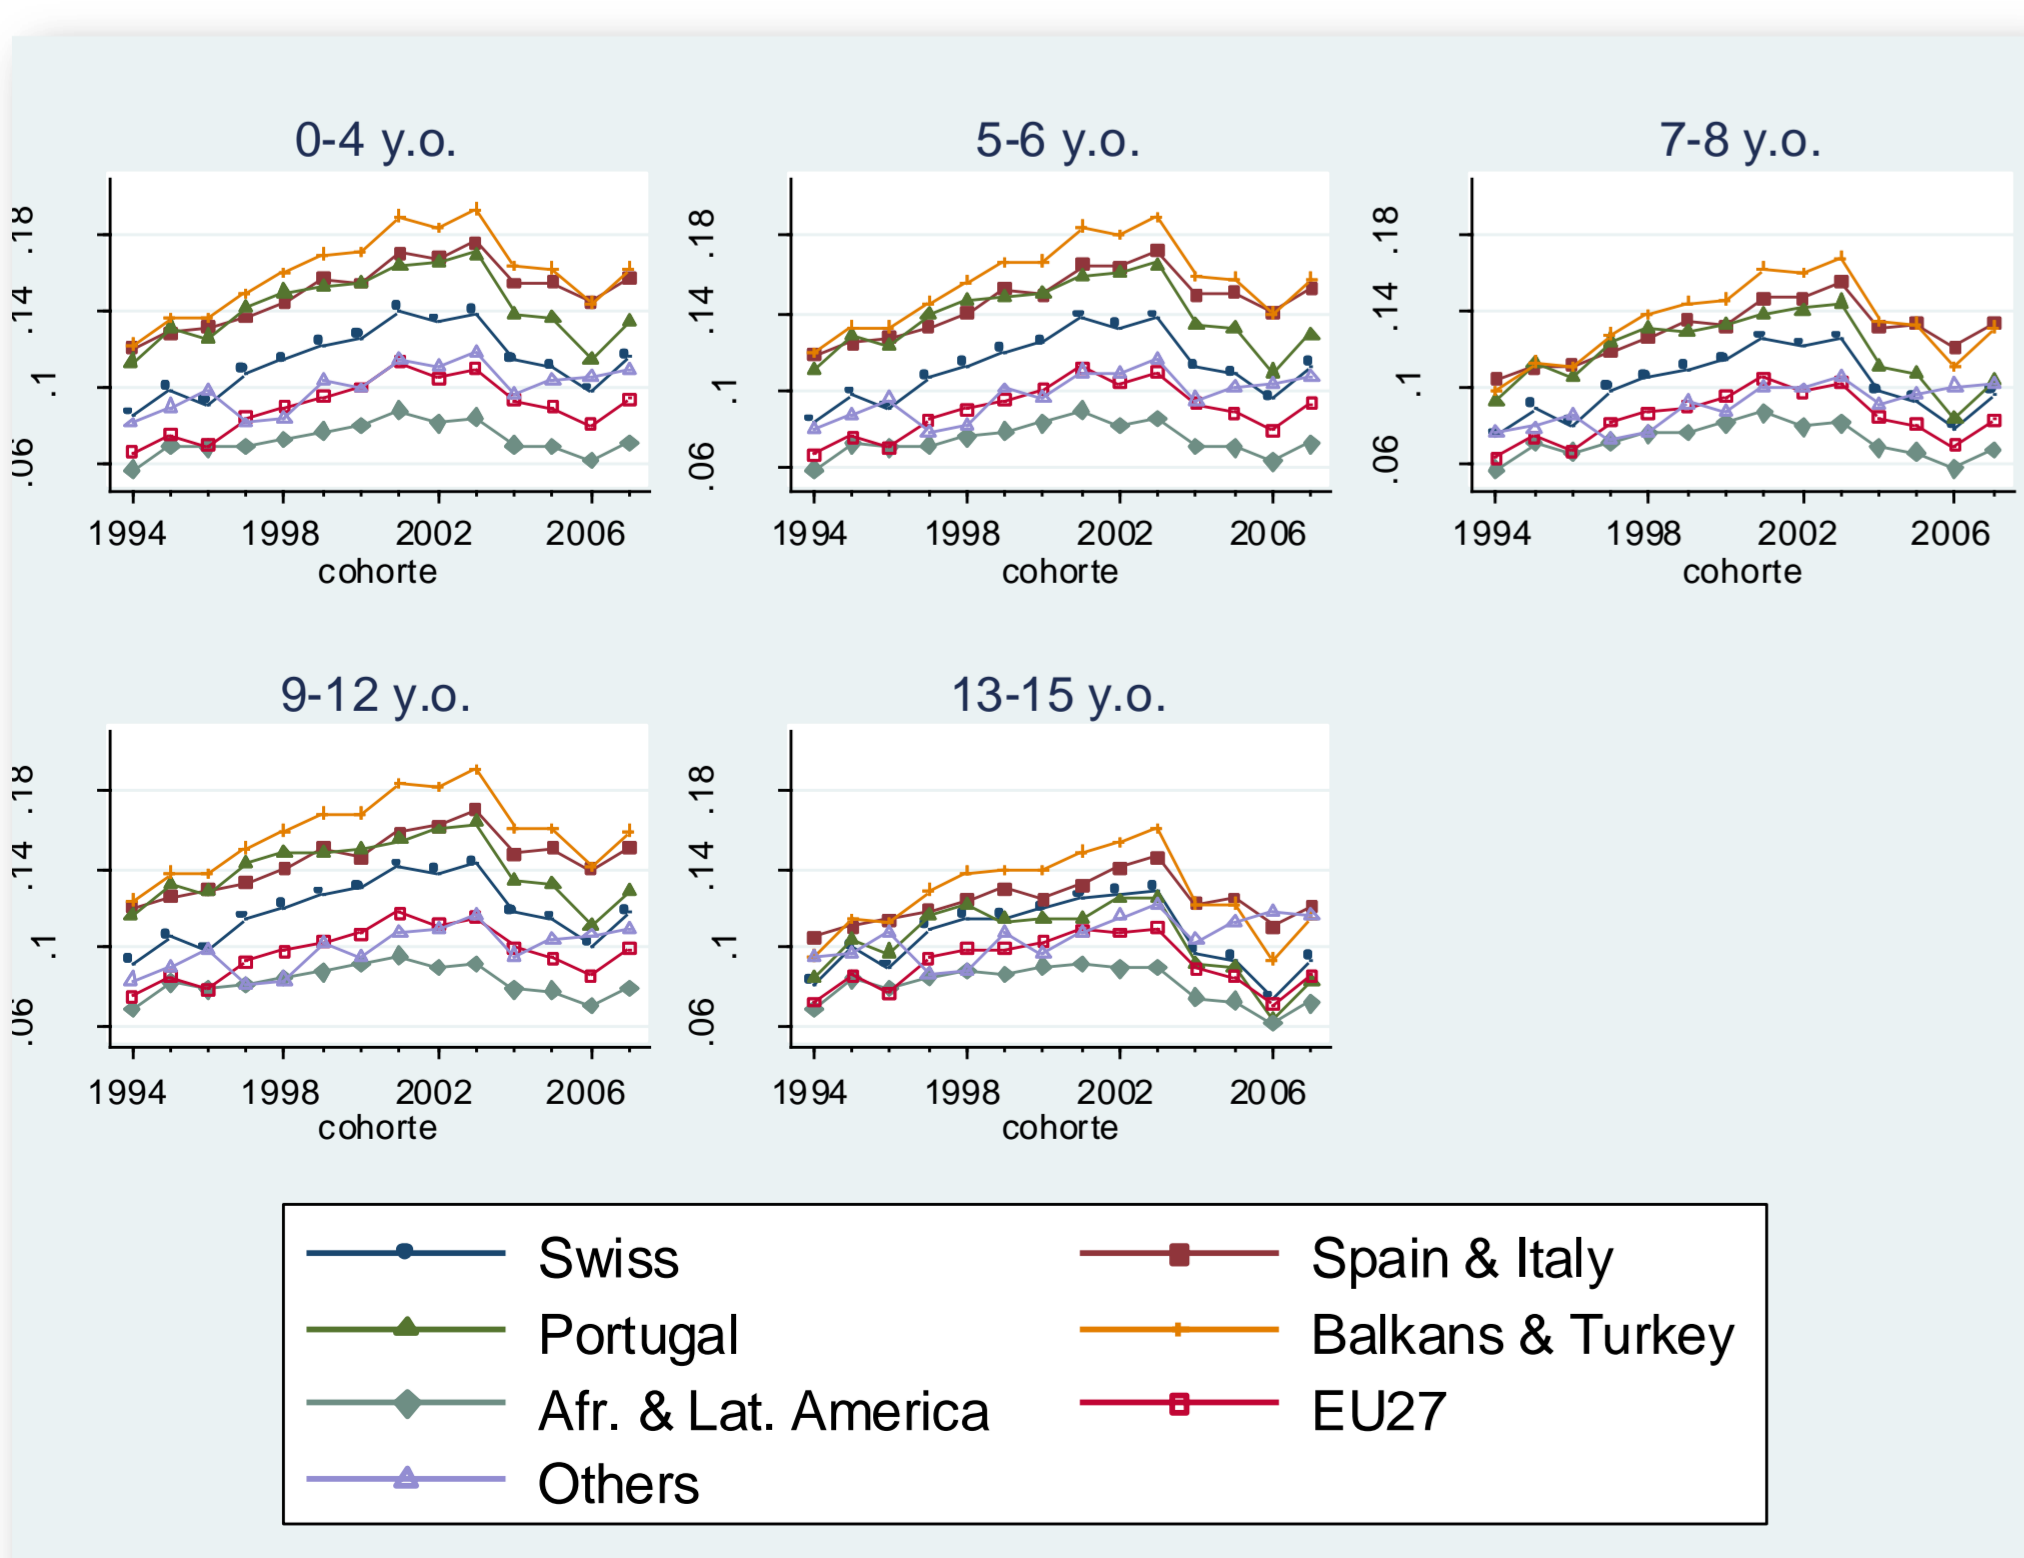 0-4 y.o.
5-6 y.o.
7-8 y.o.
.18
.14
.1
.06
.18
.14
.1
.06
.18
.14
.1
.06
1994 1998 2002 2006
1994 1998 2002 2006
1994 1998 2002 2006
cohorte
cohorte
cohorte
9-12 y.o.
13-15 y.o.
.18
.14
.1
.06
.18
.14
.1
.06
1994 1998 2002 2006
1994 1998 2002 2006
cohorte
cohorte
Swiss
Spain & Italy
Portugal
Balkans & Turkey
Afr. & Lat. America
EU27
Others